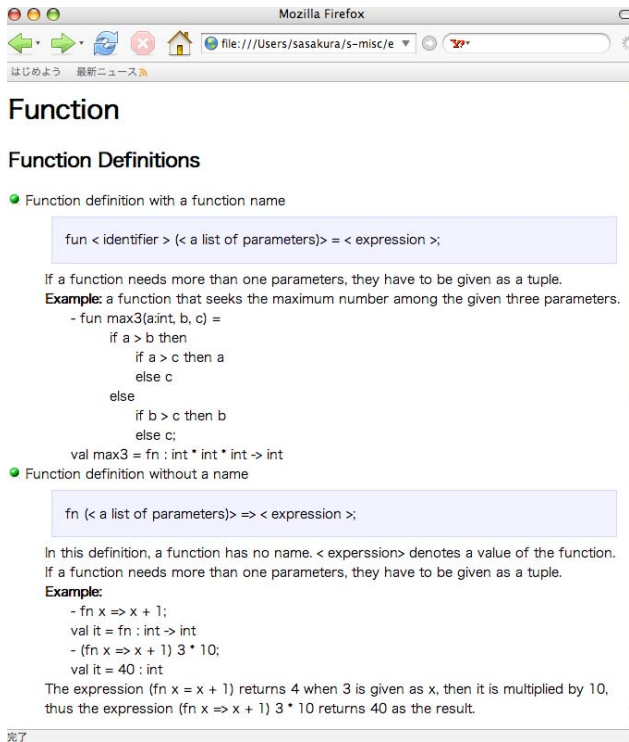 Mozilla Firefox
file:///Users/sasakura/s-misc/e
はじめよう 最新ニュース
Function
Function Definitions
Function definition with a function name
fun < identifier > (< a list of parameters)> = < expression >;
If a function needs more than one parameters, they have to be given as a tuple.
Example: a function that seeks the maximum number among the given three parameters.
- fun max3(a:int, b, c) =
if a > b then
if a > c then a
else c
else
if b > c then b
else c;
val max3 = fn : int * int * int -> int
Function definition without a name
fn (< a list of parameters)> => < expression >;
In this definition, a function has no name. < experssion> denotes a value of the function.
If a function needs more than one parameters, they have to be given as a tuple.
Example:
- fn x => x + 1;
val it = fn : int -> int
- (fn x => x + 1) 3 * 10;
val it = 40 : int
The expression (fn x = x + 1) returns 4 when 3 is given as x, then it is multiplied by 10,
thus the expression (fn x => x + 1) 3 * 10 returns 40 as the result.
完了